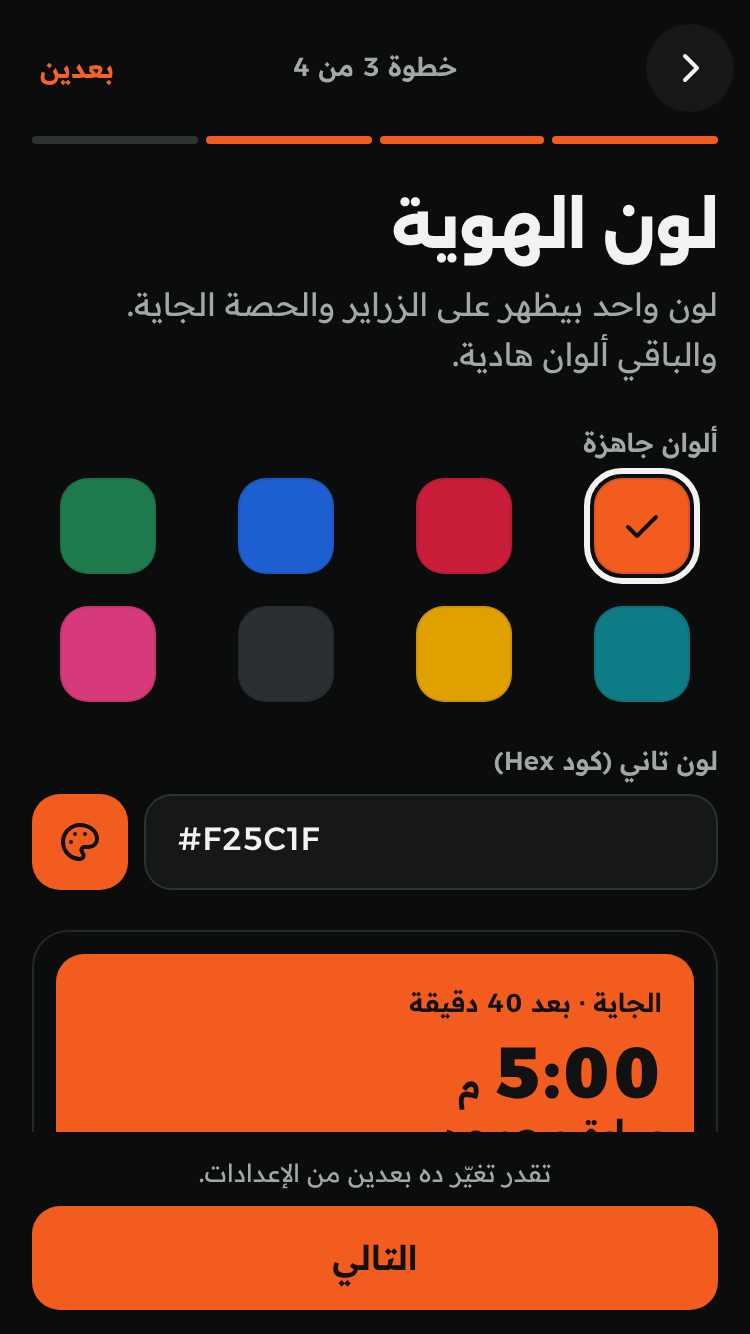 خطوة 3 من 4
بعدين
لون الهوية
لون واحد بيظهر على الزراير والحصة الجاية.
والباقي ألوان هادية.
ألوان جاهزة
لون تاني (كود Hex)
#F25C1F
الجاية · بعد 40 دقيقة
5:00 م
تقدر تغيّر ده بعدين من الإعدادات.
التالي